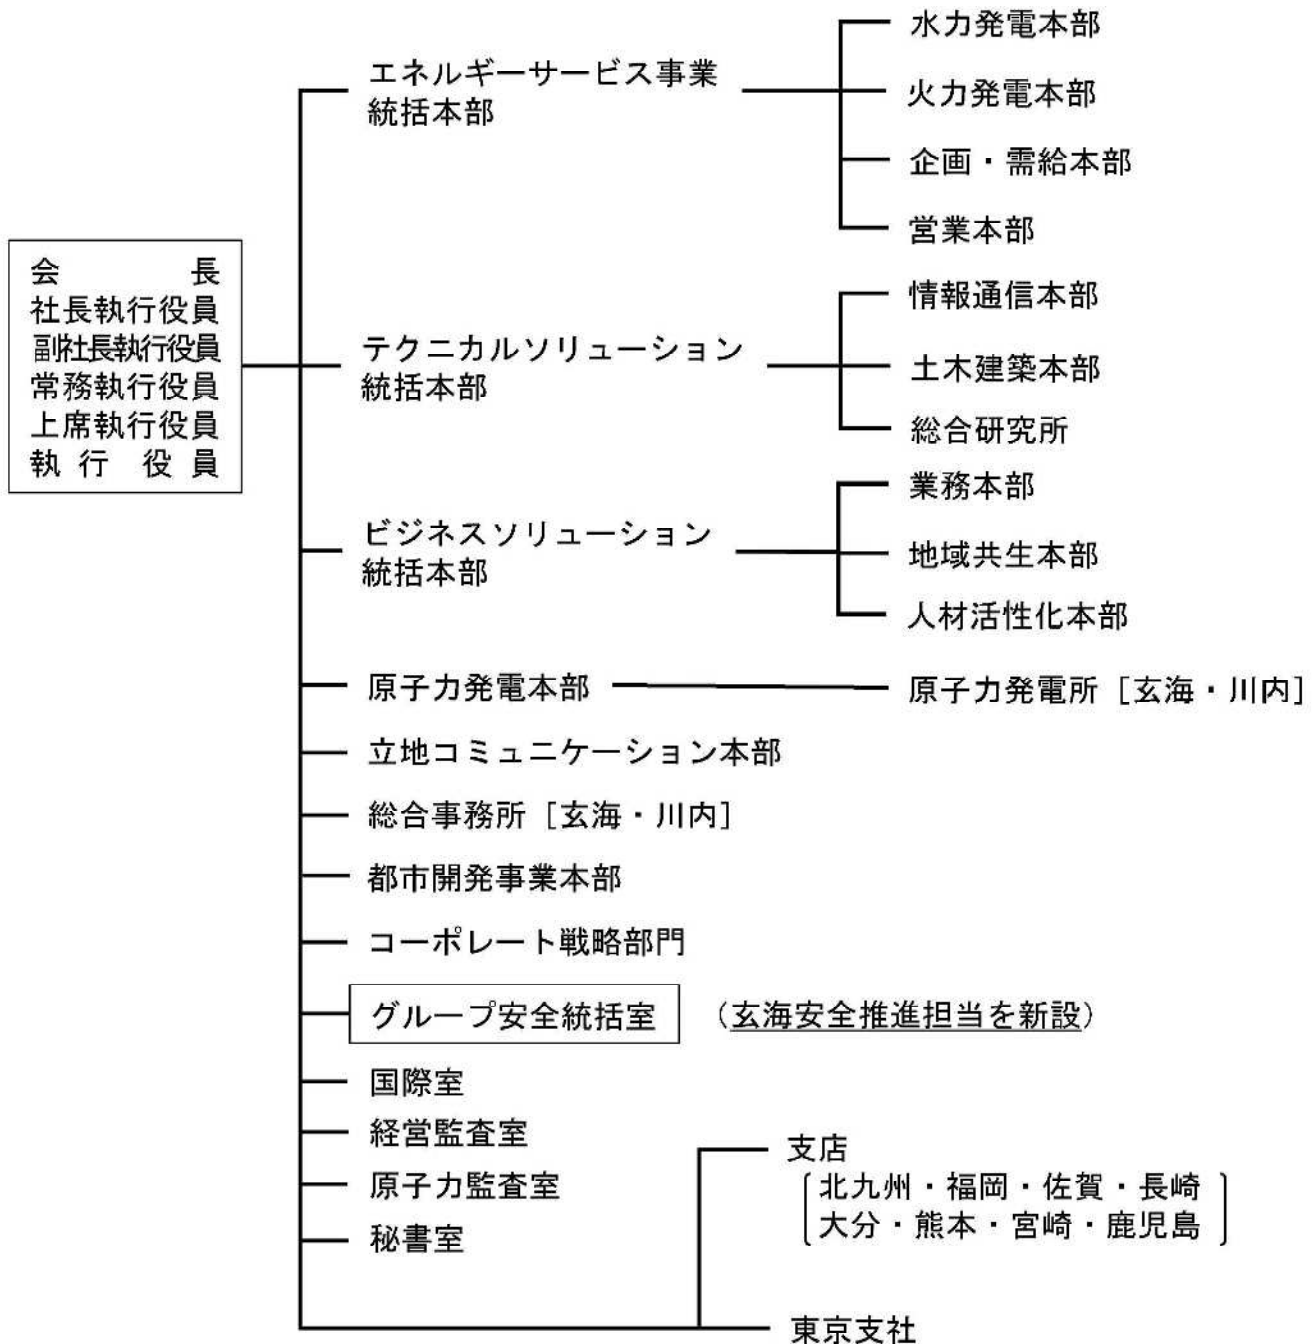 会長
社長執行役員
副社長執行役員
常務執行役員
上席執行役員
執行役員
エネルギーサービス事業
統括本部
水力発電本部
火力発電本部
企画・需給本部
営業本部
テクニカルソリューション
統括本部
情報通信本部
土木建築本部
総合研究所
ビジネスソリューション
統括本部
業務本部
地域共生本部
人材活性化本部
原子力発電本部
原子力発電所［玄海・川内］
立地コミュニケーション本部
総合事務所［玄海・川内］
都市開発事業本部
コーポレート戦略部門
グループ安全統括室
（玄海安全推進担当を新設）
国際室
経営監査室
原子力監査室
秘書室
支店
北九州・福岡・佐賀・長崎
大分・熊本・宮崎・鹿児島
東京支社